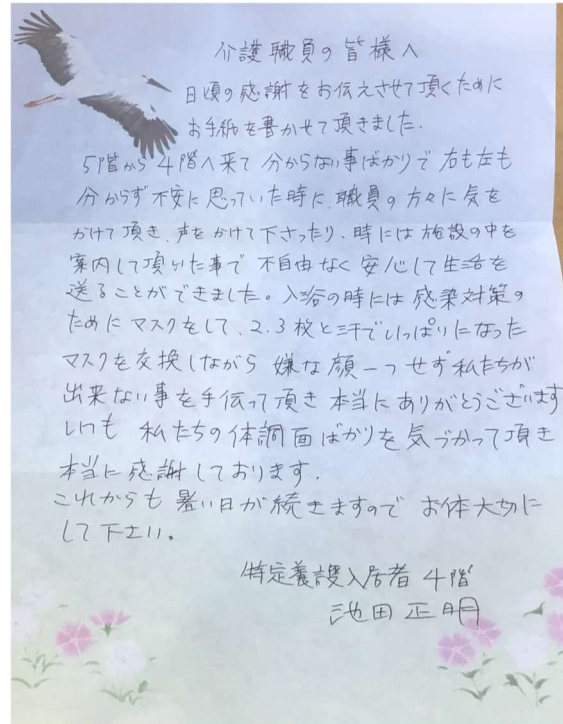 介護職員の皆様へ
日頃の感謝をお伝えさせて頂くために
お手紙を書かせて頂きました.
5階から4階へ来て 分からない事ばかりで 右も左も
分からず 不安に思っていた時に、職員の方々に気を
かけて頂き、声をかけて下さったり、時には施設の中を
案内して頂いた事で 不自由なく 安心して生活を
送ることができました。入浴の時には 感染対策の
ためにマスクをして、2.3枚と汗でいっぱいになった
マスクを交換しながら 嫌な顔一つせず 私たちが
出来ない事を手伝って頂き 本当にありがとうございます
いつも 私たちの体調面ばかりを気づかって頂き
本当に感謝しております.
これからも 暑い日が続きますので お体大切に
して下さい。
特定養護入居者 4階
池田正明